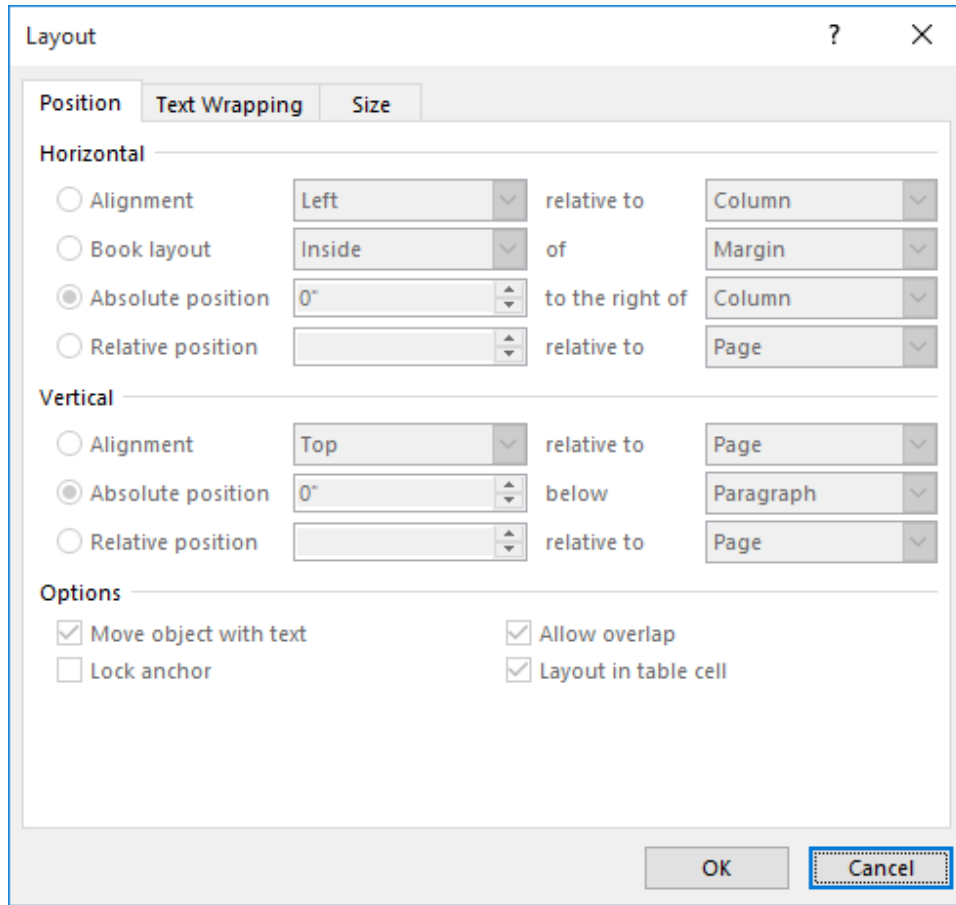 Layout ?
Position Text Wrapping Size
Horizontal
Alignment Left relative to Column
Book layout Inside of Margin
Absolute position 0" to the right of Column
Relative position relative to Page
Vertical
Alignment Top relative to Page
Absolute position 0" below Paragraph
Relative position relative to Page
Options
Move object with text Allow overlap
Lock anchor Layout in table cell
OK Cancel